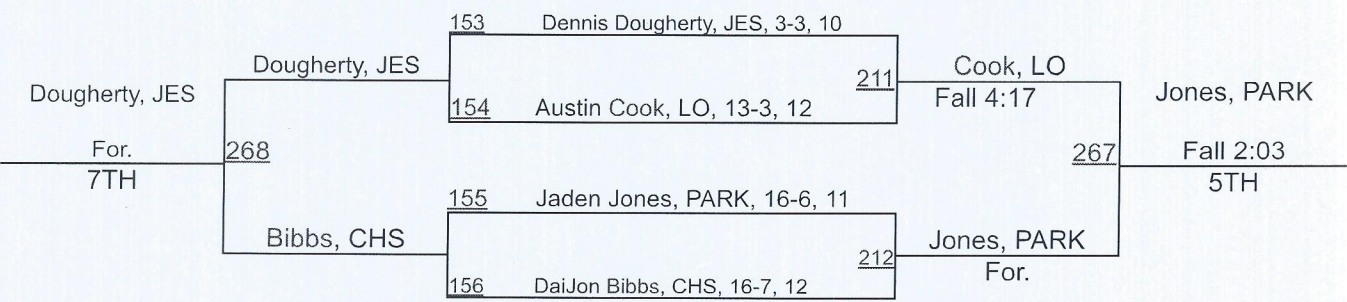 153 Dennis Dougherty, JES, 3-3, 10
Dougherty, JES
Cook, LO
211
Fall 4:17
154 Austin Cook, LO, 13-3, 12
Dougherty, JES
Jones, PARK
For.
268
267
Fall 2:03
7TH
5TH
155 Jaden Jones, PARK, 16-6, 11
Bibbs, CHS
Jones, PARK
212
For.
156 DaiJon Bibbs, CHS, 16-7, 12